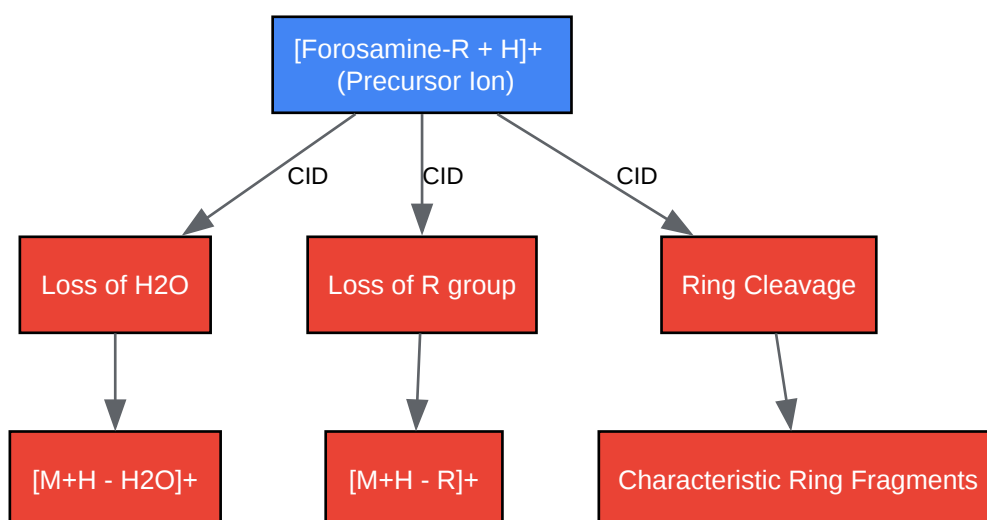 [Forosamine-R + H]+
(Precursor Ion)
CID
CID
CID
Loss of H2O
Loss of R group
Ring Cleavage
[M+H - H2O]+
[M+H - R]+
Characteristic Ring Fragments